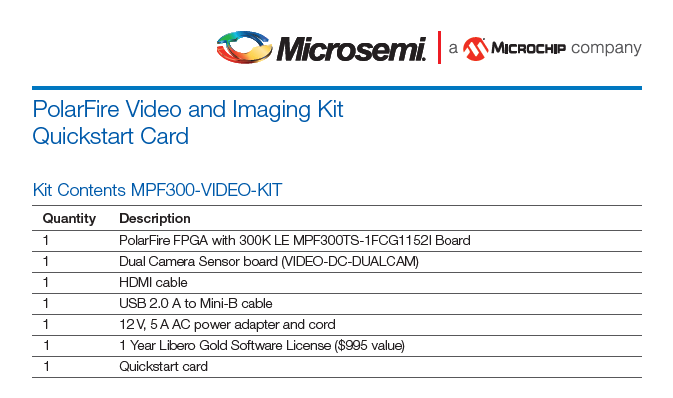 Microsemi. a MICROCHIP company
PolarFire Video and Imaging Kit
Quickstart Card
Kit Contents MPF300-VIDEO-KIT
Quantity Description
1 PolarFire FPGA with 300K LE MPF300TS-1FCG1152I Board
1 Dual Camera Sensor board (VIDEO-DC-DUALCAM)
1 HDMI cable
1 USB 2.0 A to Mini-B cable
1 12 V, 5 A AC power adapter and cord
1 1 Year Libero Gold Software License ($995 value)
1 Quickstart card